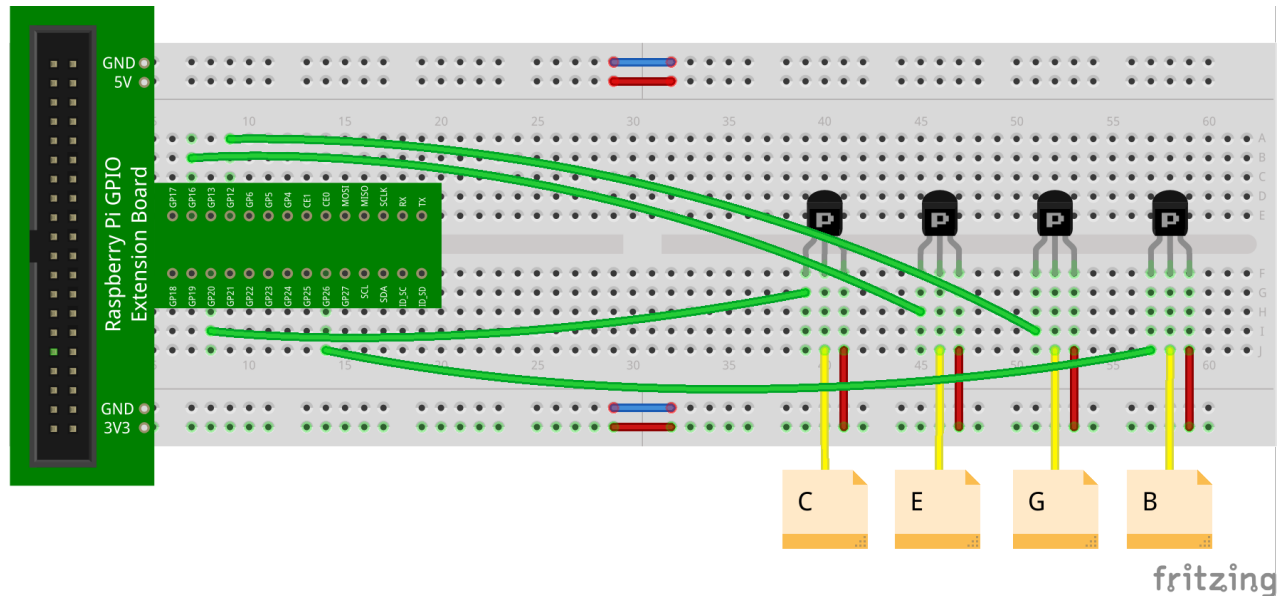 GND
5V
10 15 20 25 30 35 40 45 50 55 60
A
B
C
D
E
Raspberry Pi GPIO
Extension Board
GP17 GP16 GP13 GP12 GP6 GP5 GP4 CE1 CE0 MOSI MISO SCLK RX TX
P P P P
GP18 GP19 GP20 GP21 GP22 GP23 GP24 GP25 GP26 GP27 SCL SDA ID_SC ID_SD
F
G
H
I
J
10 15 20 25 30 35 45 50 55 60
GND
3V3
C E G B
fritzing